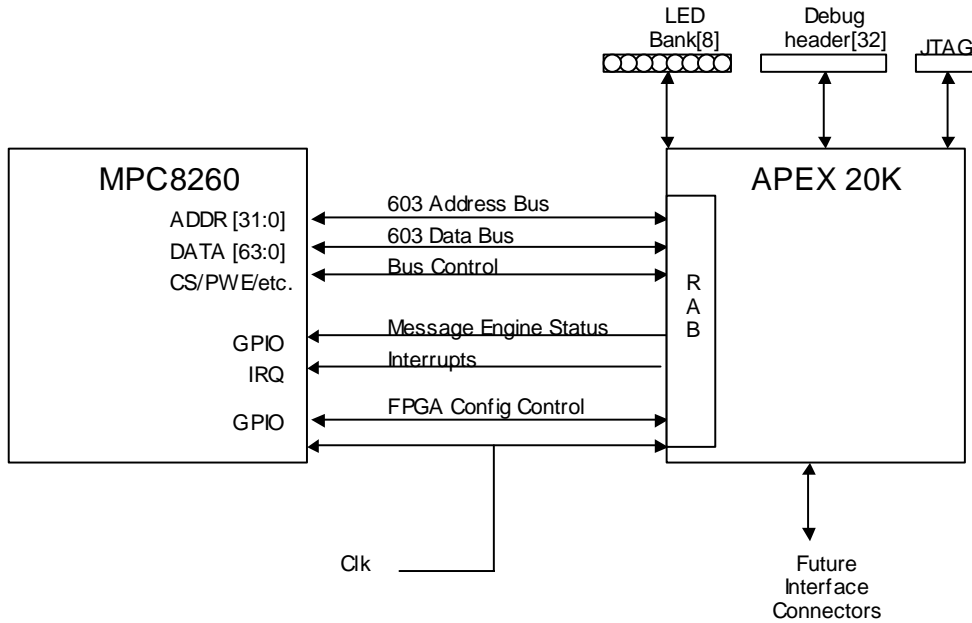 LED
Bank[8]
Debug
header[32]
JTAG
MPC8260
APEX 20K
ADDR [31:0]
603 Address Bus
DATA [63:0]
603 Data Bus
CS/PWE/etc.
Bus Control
R
A
B
GPIO
Message Engine Status
IRQ
Interrupts
GPIO
FPGA Config Control
Clk
Future
Interface
Connectors